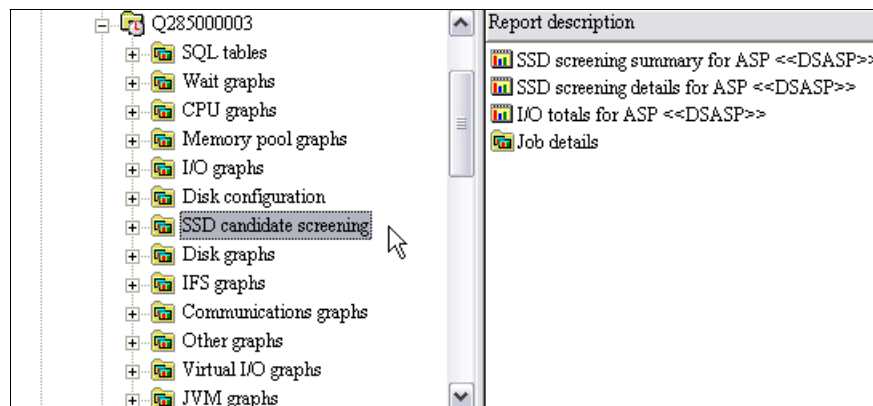 Q285000003
SQL tables
Wait graphs
CPU graphs
Memory pool graphs
I/O graphs
Disk configuration
SSD candidate screening
Disk graphs
IFS graphs
Communications graphs
Other graphs
Virtual I/O graphs
JVM graphs
Report description
SSD screening summary for ASP <<DSASP>>
SSD screening details for ASP <<DSASP>>
I/O totals for ASP <<DSASP>>
Job details